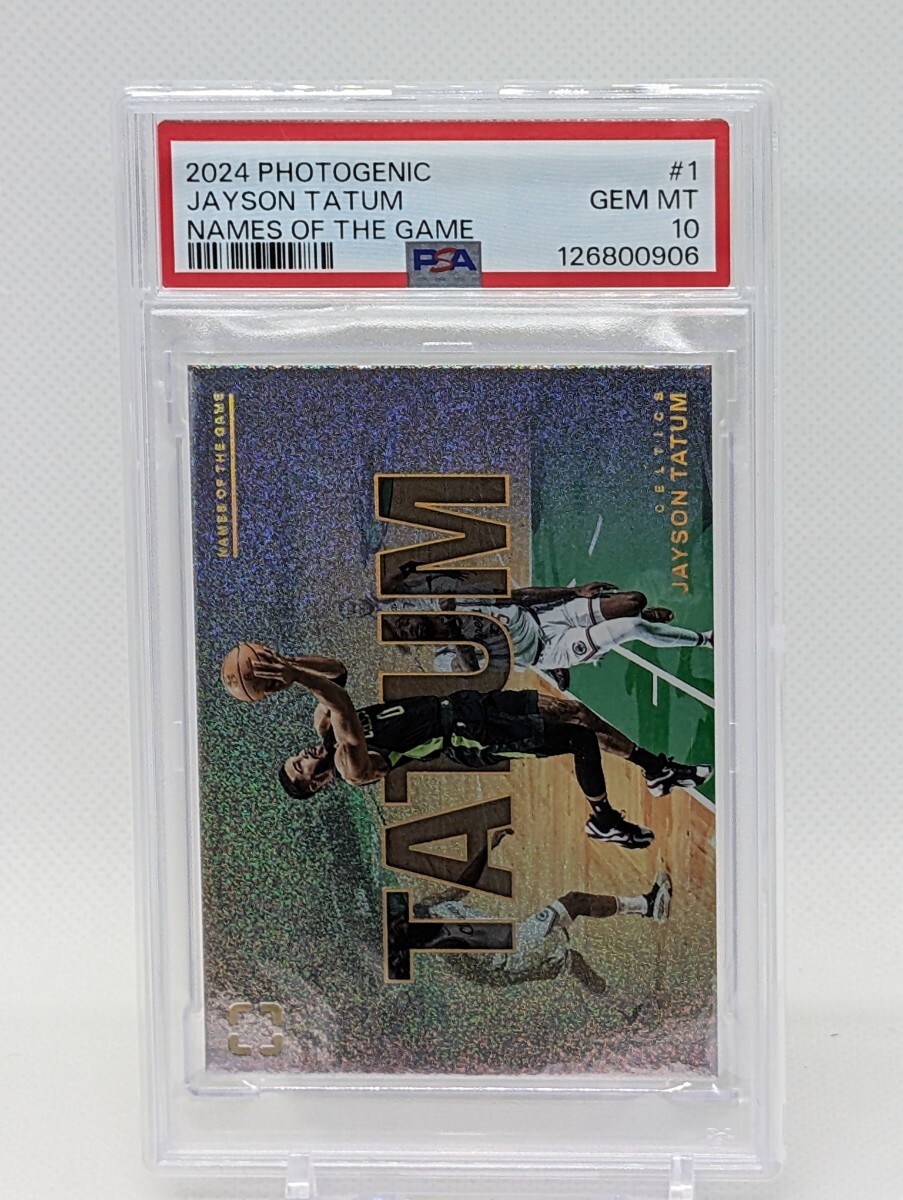 2024 PHOTOGENIC #1
JAYSON TATUM GEM MT
NAMES OF THE GAME 10
PSA 126800906
NAMES OF THE GAME
TATUM
CELTICS
JAYSON TATUM
0